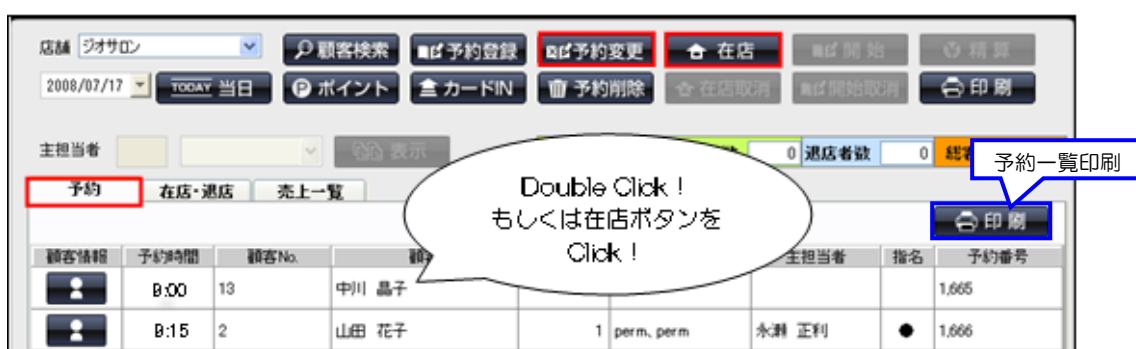 店舗 ジオサロン 顧客検索 予約登録 予約変更 在店 開始 精算
2008/07/17 TODAY 当日 ポイント カードIN 予約削除 在店取消 開始取消 印刷
主担当者 表示 0 退店者数 0
予約一覧印刷
予約 在店・退店 売上一覧
Double Click !
もしくは在店ボタンを
Click !
印刷
顧客情報 予約時間 顧客No. 主担当者 指名 予約番号
13 中川 晶子 1,665
2 山田 花子 1 perm、perm 永瀬 正利 ● 1,666